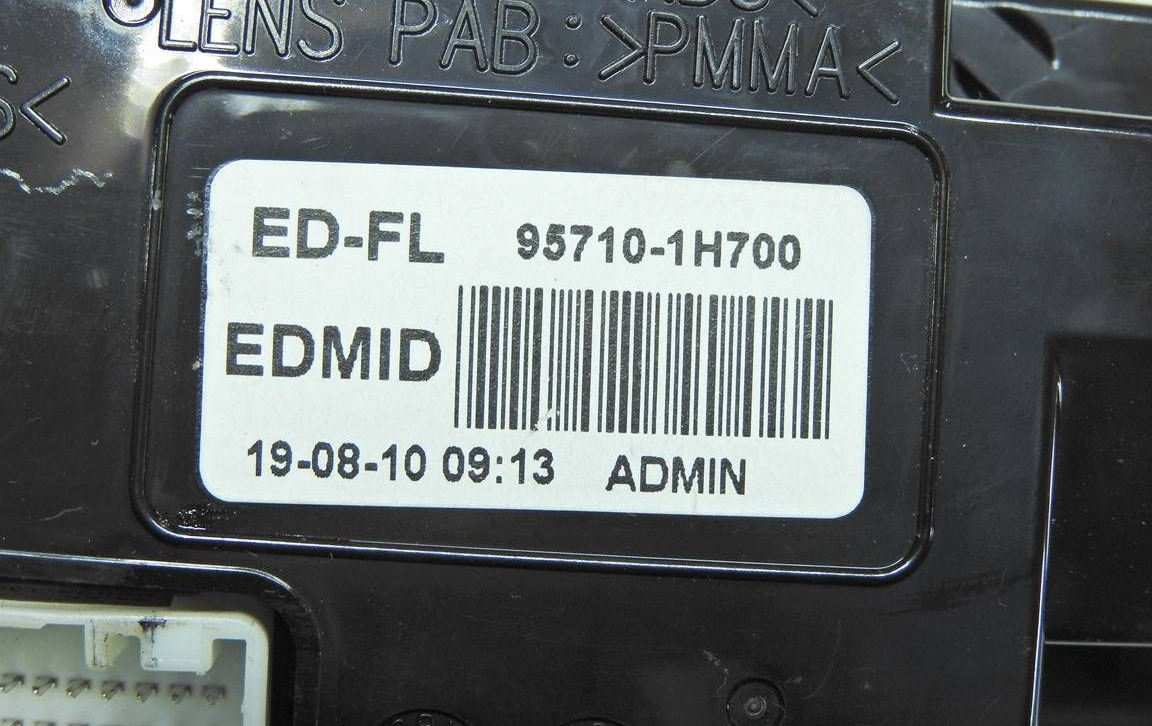 LENS PAB:>PMMA<
S<
ED-FL 95710-1H700
EDMID
19-08-10 09:13 ADMIN